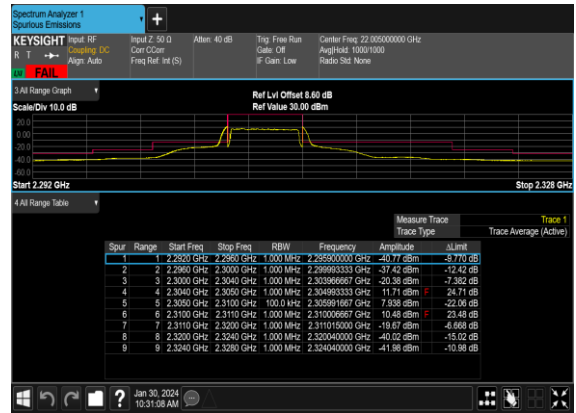 Spectrum Analyzer 1
Spurious Emissions
KEYSIGHT Input: RF Input Z: 50 Ω Atten: 40 dB Trig: Free Run Center Freq: 22.005000000 GHz
R T Coupling: DC Corr CCorr Gate: Off Avg|Hold: 1000/1000
Align: Auto Freq Ref: Int (S) IF Gain: Low Radio Std: None
FAIL
3 All Range Graph
Ref Lvl Offset 8.60 dB
Scale/Div 10.0 dB Ref Value 30.00 dBm
20.0
0.00
-20.0
-40.0
-60.0
Start 2.292 GHz Stop 2.328 GHz
4 All Range Table
Measure Trace Trace 1
Trace Type Trace Average (Active)
Spur Range Start Freq Stop Freq RBW Frequency Amplitude ΔLimit
1 1 2.2920 GHz 2.2960 GHz 1.000 MHz 2.295900000 GHz -40.77 dBm -9.770 dB
2 2 2.2960 GHz 2.3000 GHz 1.000 MHz 2.299993333 GHz -37.42 dBm -12.42 dB
3 3 2.3000 GHz 2.3040 GHz 1.000 MHz 2.303966667 GHz -20.38 dBm -7.382 dB
4 4 2.3040 GHz 2.3050 GHz 1.000 MHz 2.304993333 GHz 11.71 dBm F 24.71 dB
5 5 2.3050 GHz 2.3100 GHz 100.0 kHz 2.305991667 GHz 7.938 dBm -22.06 dB
6 6 2.3100 GHz 2.3110 GHz 1.000 MHz 2.310006667 GHz 10.48 dBm F 23.48 dB
7 7 2.3110 GHz 2.3200 GHz 1.000 MHz 2.311015000 GHz -19.67 dBm -6.668 dB
8 8 2.3200 GHz 2.3240 GHz 1.000 MHz 2.320040000 GHz -40.02 dBm -15.02 dB
9 9 2.3240 GHz 2.3280 GHz 1.000 MHz 2.324040000 GHz -41.98 dBm -10.98 dB
Jan 30, 2024
10:31:08 AM